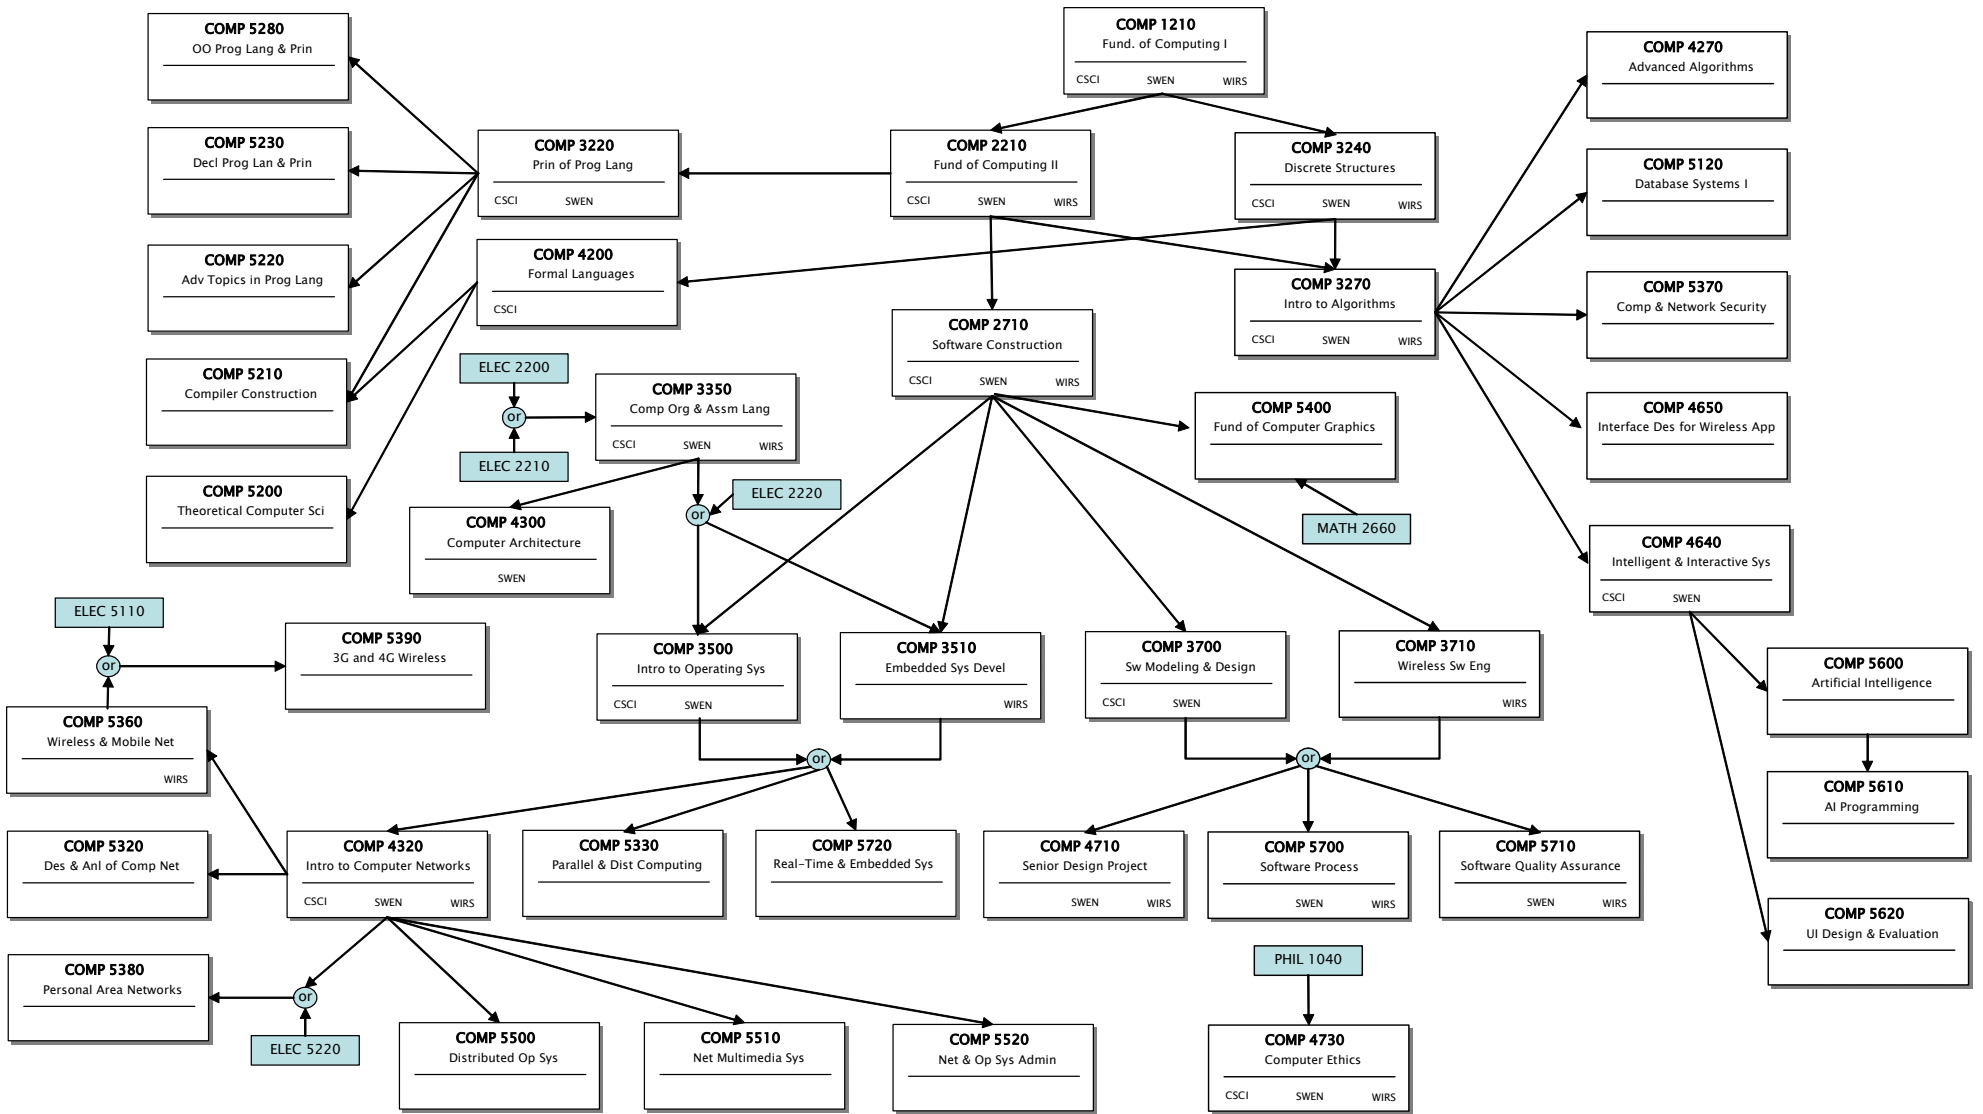 COMP 5280
OO Prog Lang & Prin
COMP 1210
Fund. of Computing I
CSCI SWEN WIRS
COMP 4270
Advanced Algorithms
COMP 5230
Decl Prog Lan & Prin
COMP 3220
Prin of Prog Lang
CSCI SWEN
COMP 2210
Fund of Computing II
CSCI SWEN WIRS
COMP 3240
Discrete Structures
CSCI SWEN WIRS
COMP 5120
Database Systems I
COMP 5220
Adv Topics in Prog Lang
COMP 4200
Formal Languages
CSCI
COMP 3270
Intro to Algorithms
CSCI SWEN WIRS
COMP 5370
Comp & Network Security
COMP 2710
Software Construction
CSCI SWEN WIRS
COMP 5210
Compiler Construction
ELEC 2200
or
ELEC 2210
COMP 3350
Comp Org & Assm Lang
CSCI SWEN WIRS
COMP 5400
Fund of Computer Graphics
COMP 4650
Interface Des for Wireless App
COMP 5200
Theoretical Computer Sci
COMP 4300
Computer Architecture
SWEN
ELEC 2220
or
MATH 2660
COMP 4640
Intelligent & Interactive Sys
CSCI SWEN
ELEC 5110
or
COMP 5390
3G and 4G Wireless
COMP 3500
Intro to Operating Sys
CSCI SWEN
COMP 3510
Embedded Sys Devel
WIRS
COMP 3700
Sw Modeling & Design
CSCI SWEN
COMP 3710
Wireless Sw Eng
WIRS
COMP 5600
Artificial Intelligence
COMP 5360
Wireless & Mobile Net
WIRS
or
or
COMP 5610
AI Programming
COMP 5320
Des & Anl of Comp Net
COMP 4320
Intro to Computer Networks
CSCI SWEN WIRS
COMP 5330
Parallel & Dist Computing
COMP 5720
Real-Time & Embedded Sys
COMP 4710
Senior Design Project
SWEN WIRS
COMP 5700
Software Process
SWEN WIRS
COMP 5710
Software Quality Assurance
SWEN WIRS
COMP 5620
UI Design & Evaluation
COMP 5380
Personal Area Networks
or
ELEC 5220
PHIL 1040
COMP 5500
Distributed Op Sys
COMP 5510
Net Multimedia Sys
COMP 5520
Net & Op Sys Admin
COMP 4730
Computer Ethics
CSCI SWEN WIRS